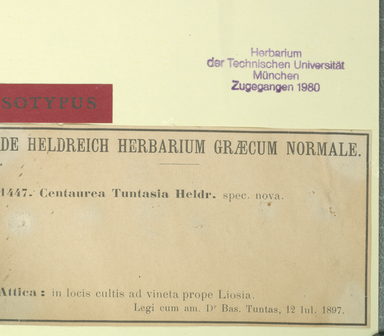 Herbarium
der Technischen Universität
München
Zugegangen 1980
SOTYPUS
DE HELDREICH HERBARIUM GRÆCUM NORMALE.
1447. Centaurea Tuntasia Heldr. spec. nova.
Attica: in locis cultis ad vineta prope Liosia.
Legi cum am. Dr Bas. Tuntas, 12 Iul. 1897.